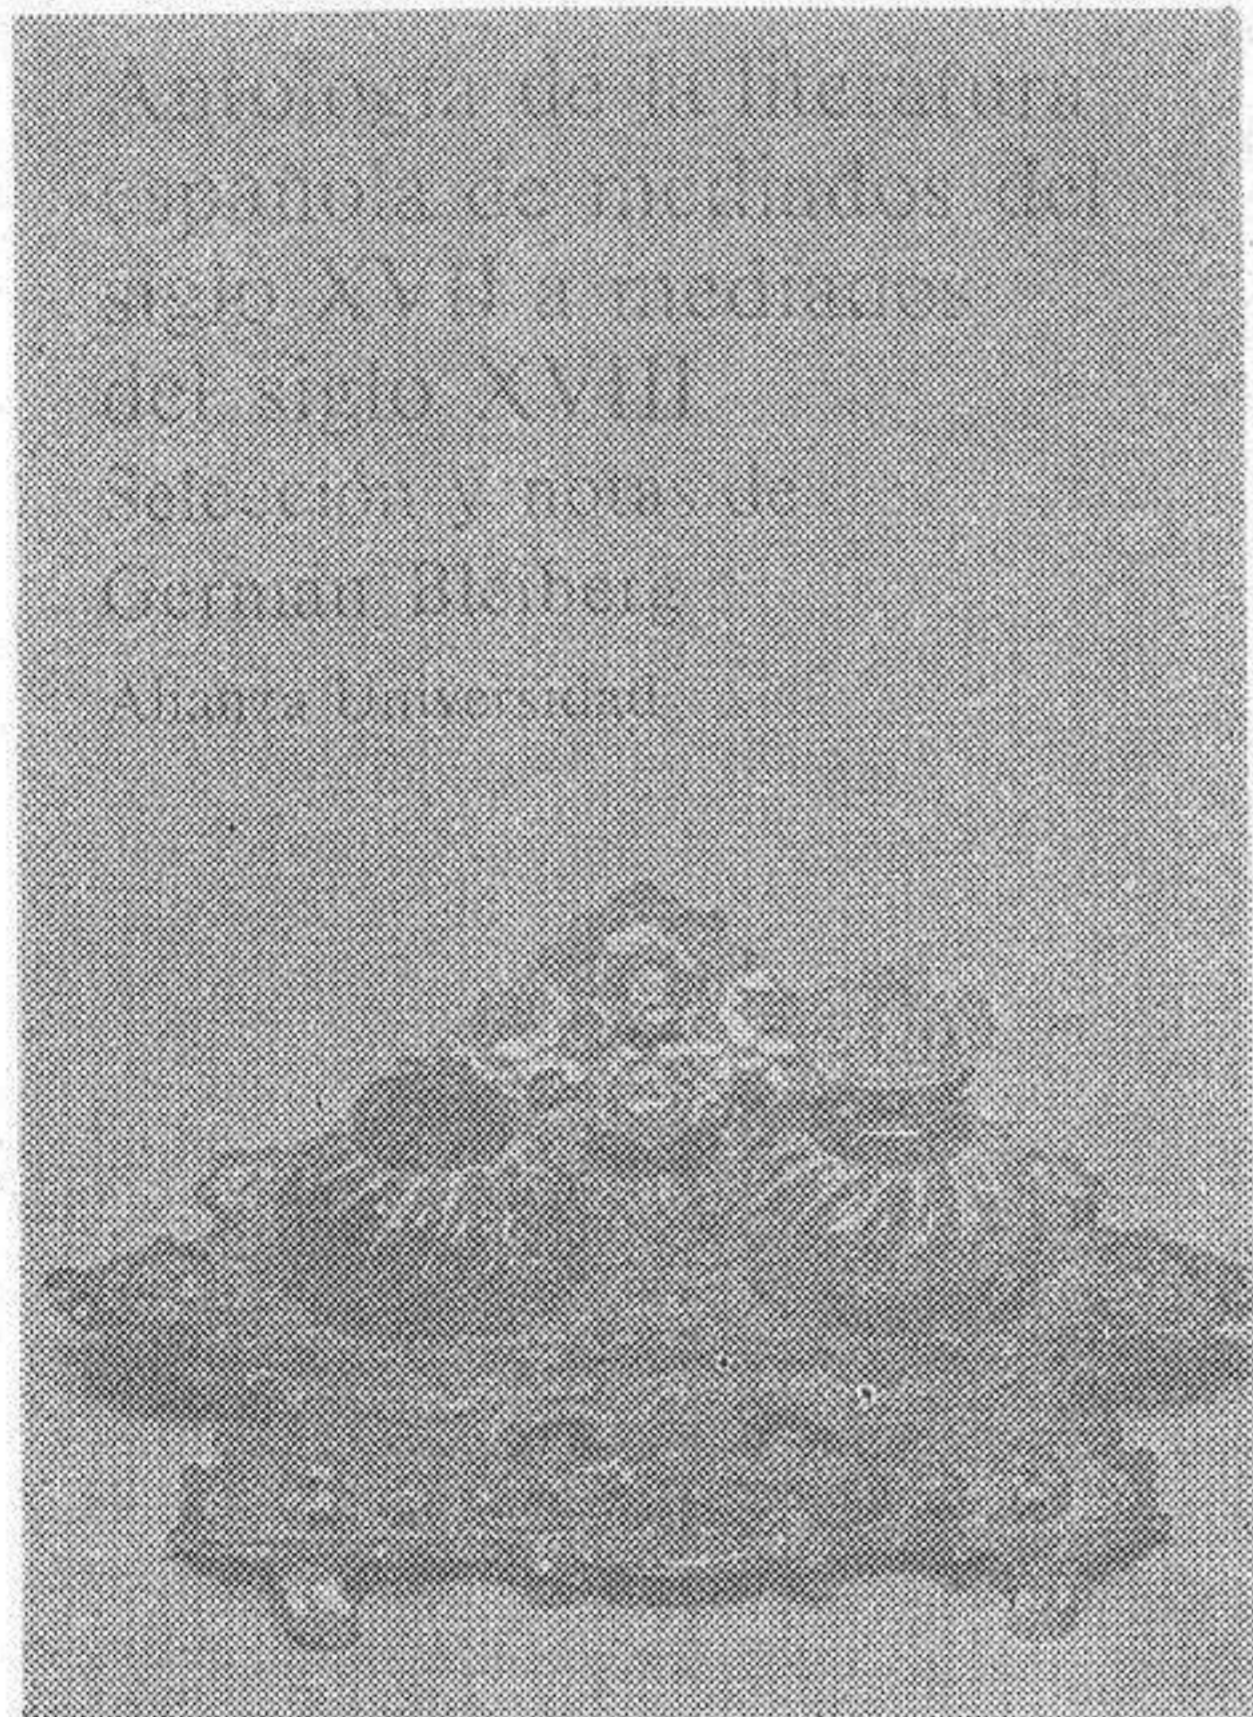 Antología de la literatura
española de mediados del
siglo XVII a mediados
del siglo XVIII
Selección y notas de
Germán Bleiberg
Alianza Universidad